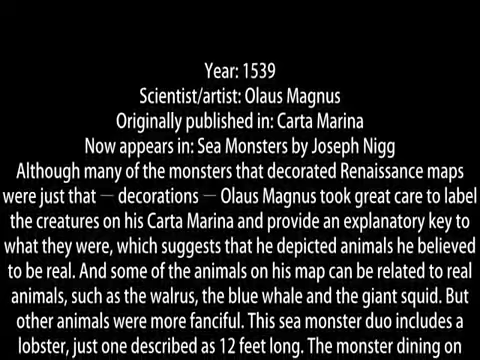 Year: 1539
Scientist/artist: Olaus Magnus
Originally published in: Carta Marina
Now appears in: Sea Monsters by Joseph Nigg
Although many of the monsters that decorated Renaissance maps
were just that — decorations — Olaus Magnus took great care to label
the creatures on his Carta Marina and provide an explanatory key to
what they were, which suggests that he depicted animals he believed
to be real. And some of the animals on his map can be related to real
animals, such as the walrus, the blue whale and the giant squid. But
other animals were more fanciful. This sea monster duo includes a
lobster, just one described as 12 feet long. The monster dining on